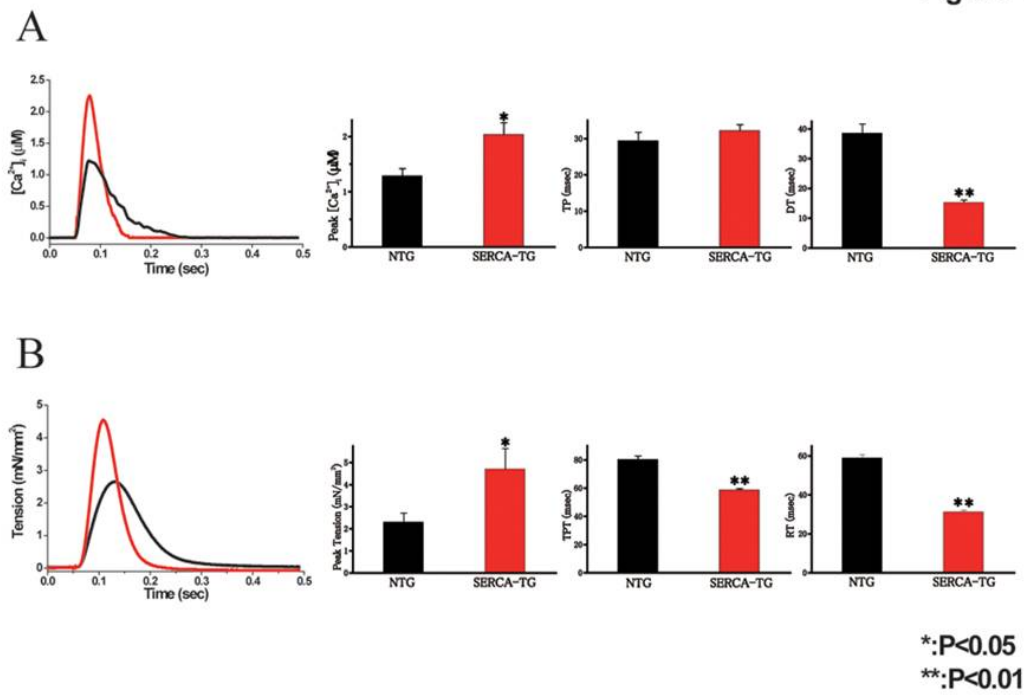 A
2.5
2.0
1.5
1.0
0.5
0.0
[Ca²⁺]ᵢ (μM)
0.0 0.1 0.2 0.3 0.4 0.5
Time (sec)
2
1
0
Peak [Ca²⁺]ᵢ (μM)
*
NTG SERCA-TG
30
20
10
0
TP (msec)
NTG SERCA-TG
40
30
20
10
0
DT (msec)
**
NTG SERCA-TG
B
5
4
3
2
1
0
Tension (mN/mm²)
0.0 0.1 0.2 0.3 0.4 0.5
Time (sec)
5
4
3
2
1
0
Peak Tension (mN/mm²)
*
NTG SERCA-TG
80
60
40
20
0
TPT (msec)
**
NTG SERCA-TG
60
40
20
0
RT (msec)
**
NTG SERCA-TG
*:P<0.05
**:P<0.01